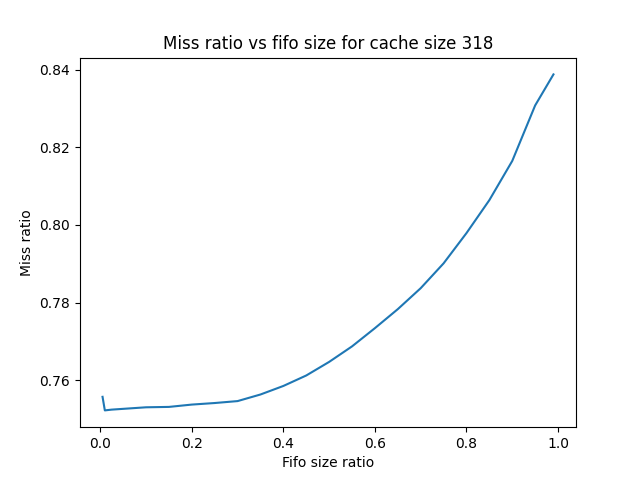 Miss ratio vs fifo size for cache size 318
0.84
0.82
0.80
0.78
0.76
Miss ratio
0.0 0.2 0.4 0.6 0.8 1.0
Fifo size ratio